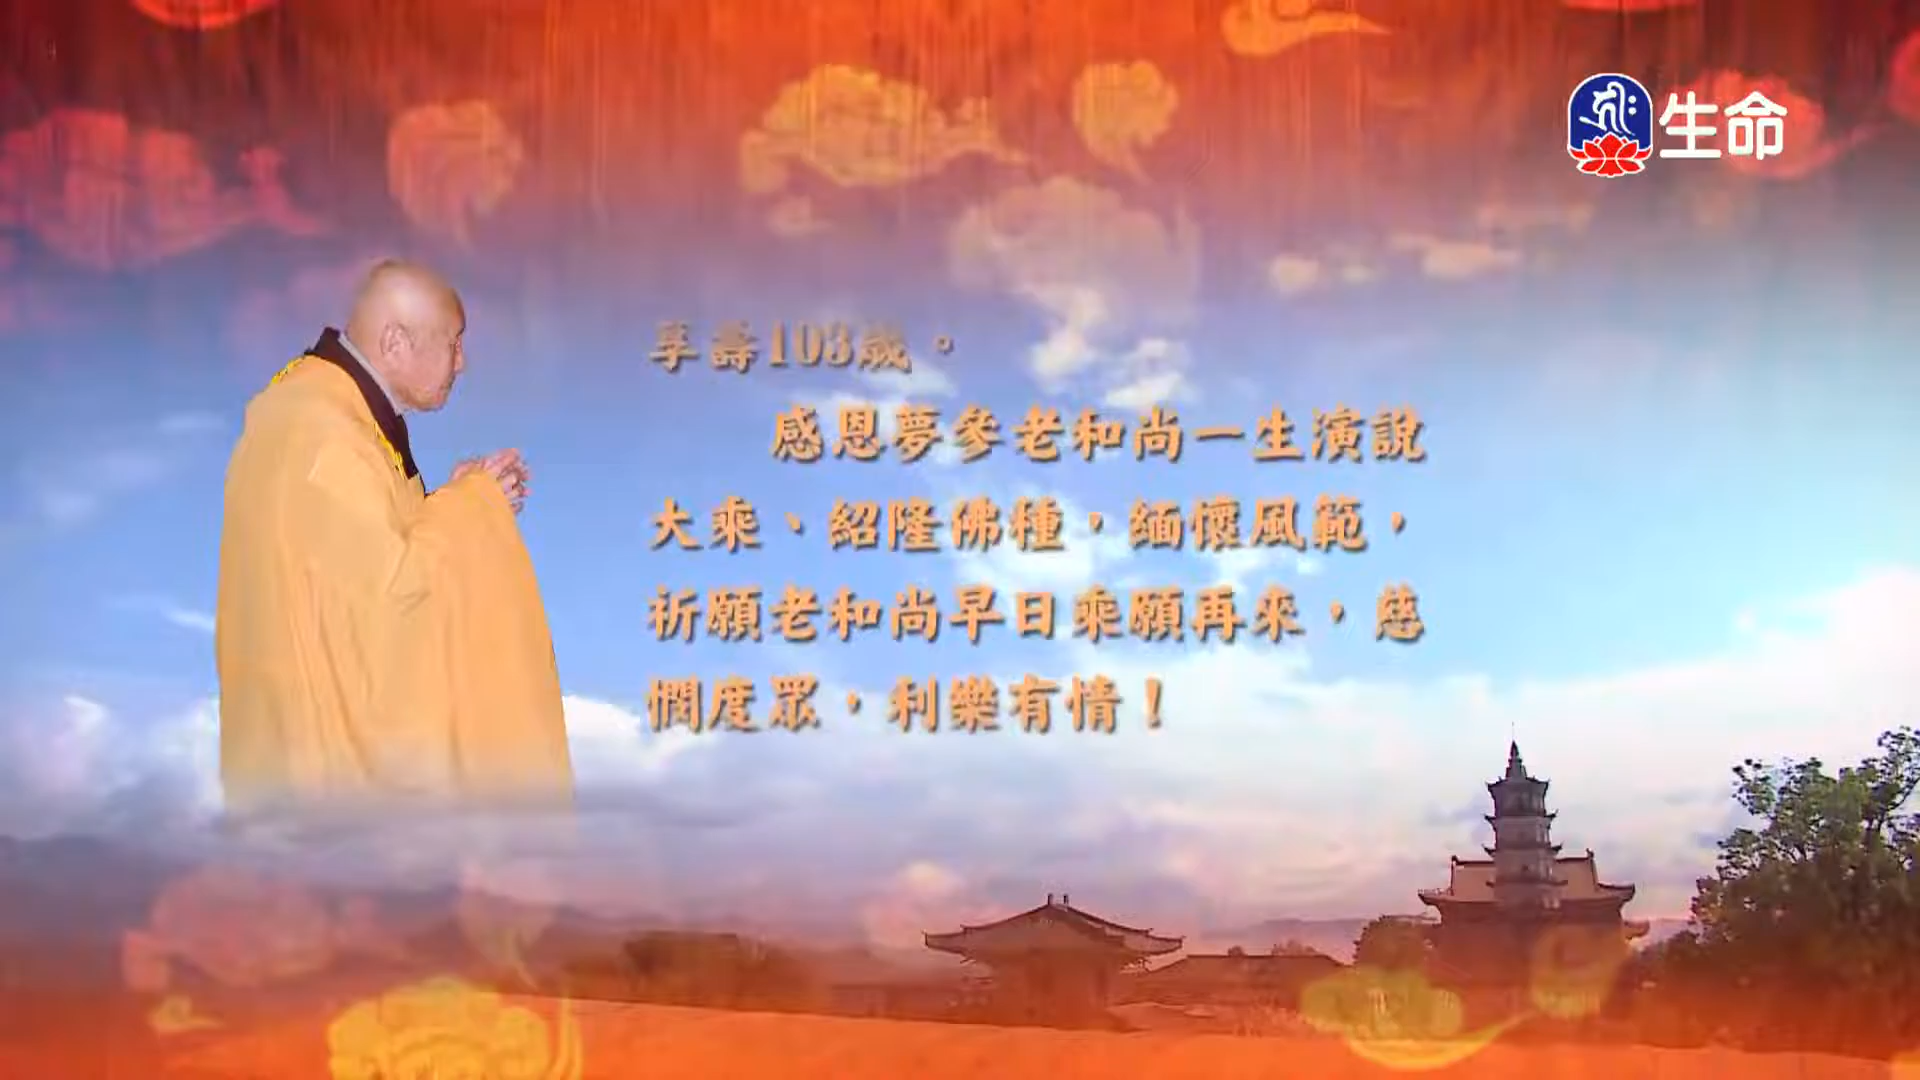 生命
享壽103歲。
感恩夢參老和尚一生演說
大乘、紹隆佛種，緬懷風範，
祈願老和尚早日乘願再來，慈
憫度眾，利樂有情！